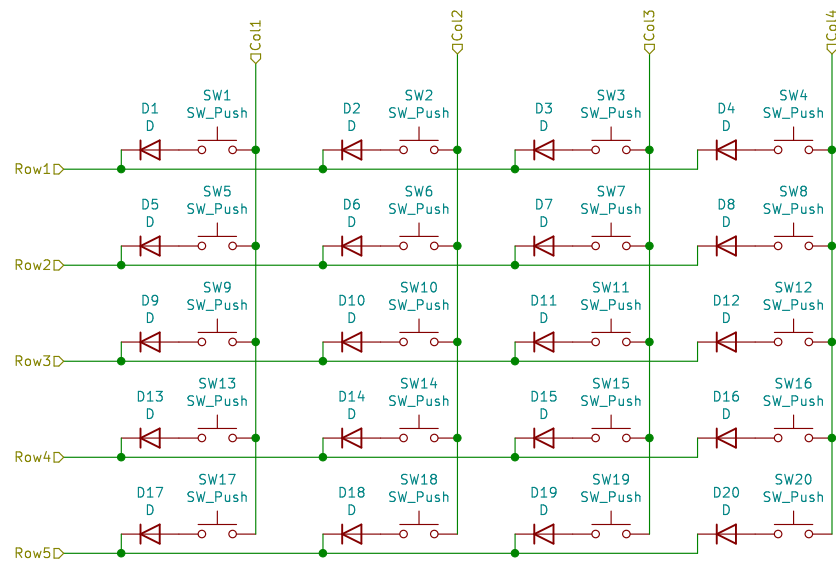 Col1
Col2
Col3
Col4
SW1
SW2
SW3
SW4
D1
SW_Push
D2
SW_Push
D3
SW_Push
D4
SW_Push
D
D
D
D
Row1
SW5
SW6
SW7
SW8
D5
SW_Push
D6
SW_Push
D7
SW_Push
D8
SW_Push
D
D
D
D
Row2
SW9
SW10
SW11
SW12
D9
SW_Push
D10
SW_Push
D11
SW_Push
D12
SW_Push
D
D
D
D
Row3
SW13
SW14
SW15
SW16
D13
SW_Push
D14
SW_Push
D15
SW_Push
D16
SW_Push
D
D
D
D
Row4
SW17
SW18
SW19
SW20
D17
SW_Push
D18
SW_Push
D19
SW_Push
D20
SW_Push
D
D
D
D
Row5